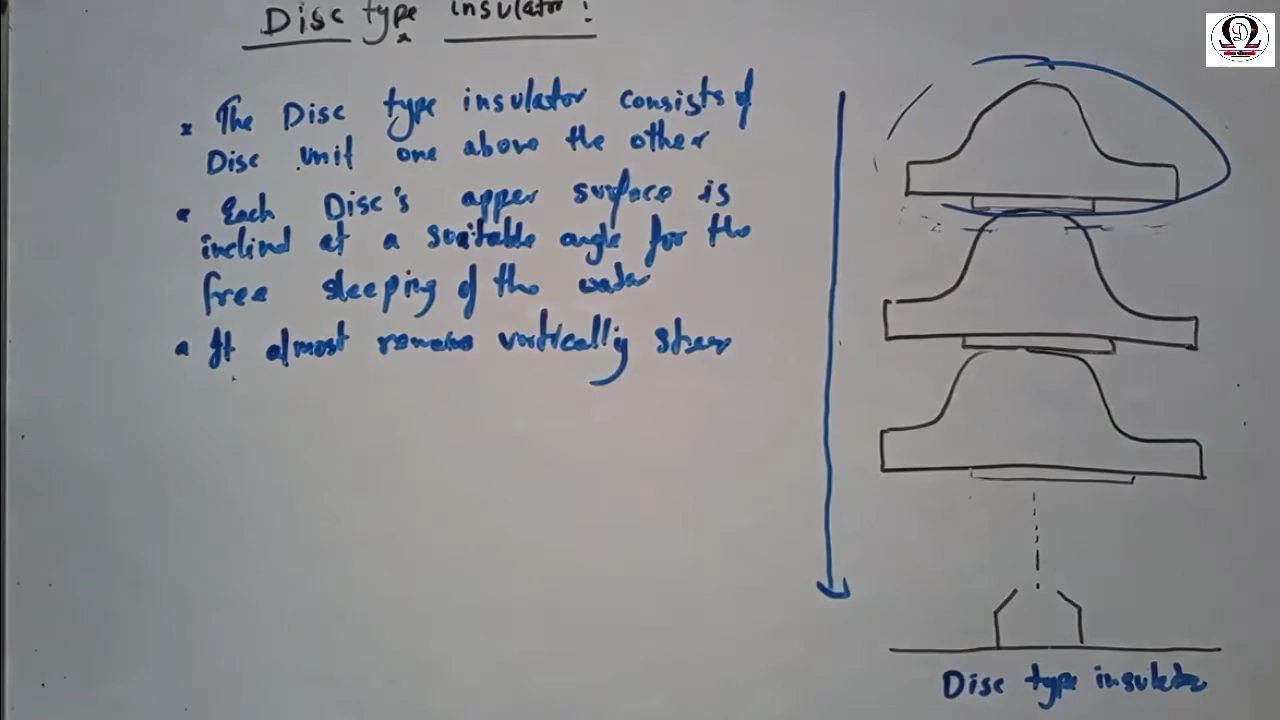 Disc type insulator:
The Disc type insulator consists of
Disc unit one above the other
Each Disc's apper surface is
inclind at a suitable angle for the
free sleeping of the water
It almost remains vertically
Disc type insulator